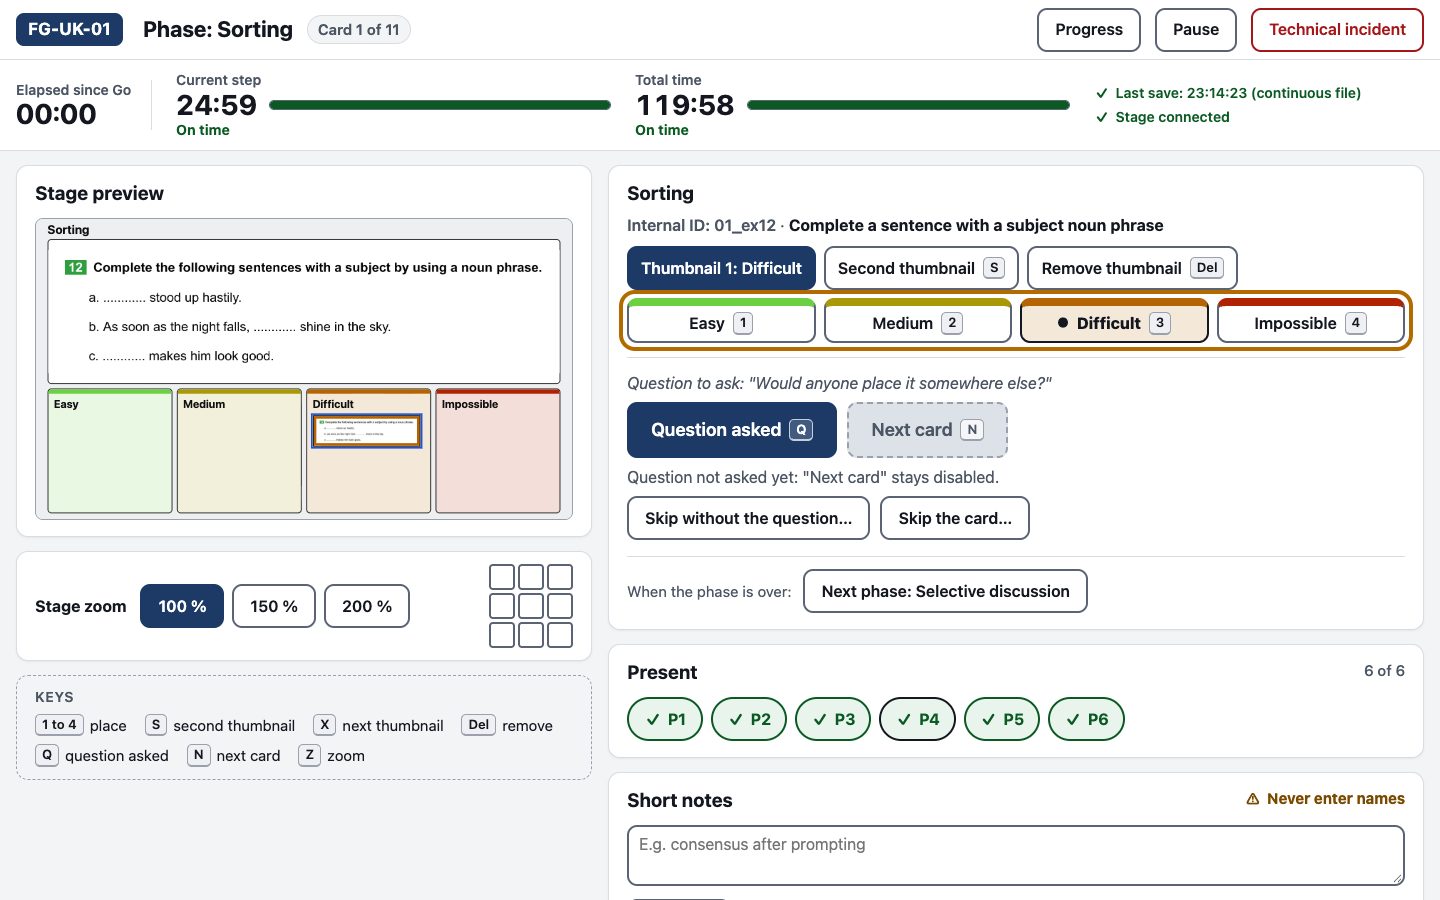 FG-UK-01 Phase: Sorting Card 1 of 11 Progress Pause Technical incident
Elapsed since Go
00:00
Current step
24:59
On time
Total time
119:58
On time
✓ Last save: 23:14:23 (continuous file)
✓ Stage connected
Stage preview
Sorting
12 Complete the following sentences with a subject by using a noun phrase.
a. ............ stood up hastily.
b. As soon as the night falls, ............ shine in the sky.
c. ............ makes him look good.
Easy Medium Difficult Impossible
Stage zoom 100 % 150 % 200 %
KEYS
1 to 4 place S second thumbnail X next thumbnail Del remove
Q question asked N next card Z zoom
Sorting
Internal ID: 01_ex12 · Complete a sentence with a subject noun phrase
Thumbnail 1: Difficult Second thumbnail S Remove thumbnail Del
Easy 1 Medium 2 Difficult 3 Impossible 4
Question to ask: "Would anyone place it somewhere else?"
Question asked Q Next card N
Question not asked yet: "Next card" stays disabled.
Skip without the question... Skip the card...
When the phase is over: Next phase: Selective discussion
Present 6 of 6
✓ P1 ✓ P2 ✓ P3 ✓ P4 ✓ P5 ✓ P6
Short notes ⚠ Never enter names
E.g. consensus after prompting